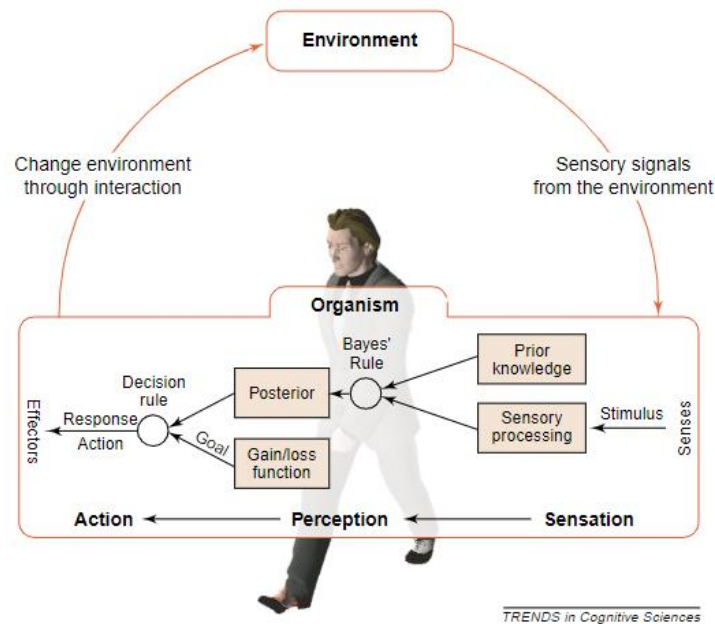 Environment
Change environment
through interaction
Sensory signals
from the environment
Organism
Bayes'
Rule
Prior
knowledge
Decision
rule
Posterior
Sensory
processing
Stimulus
Senses
Effectors
Response
Action
Goal
Gain/loss
function
Action
Perception
Sensation
TRENDS in Cognitive Sciences